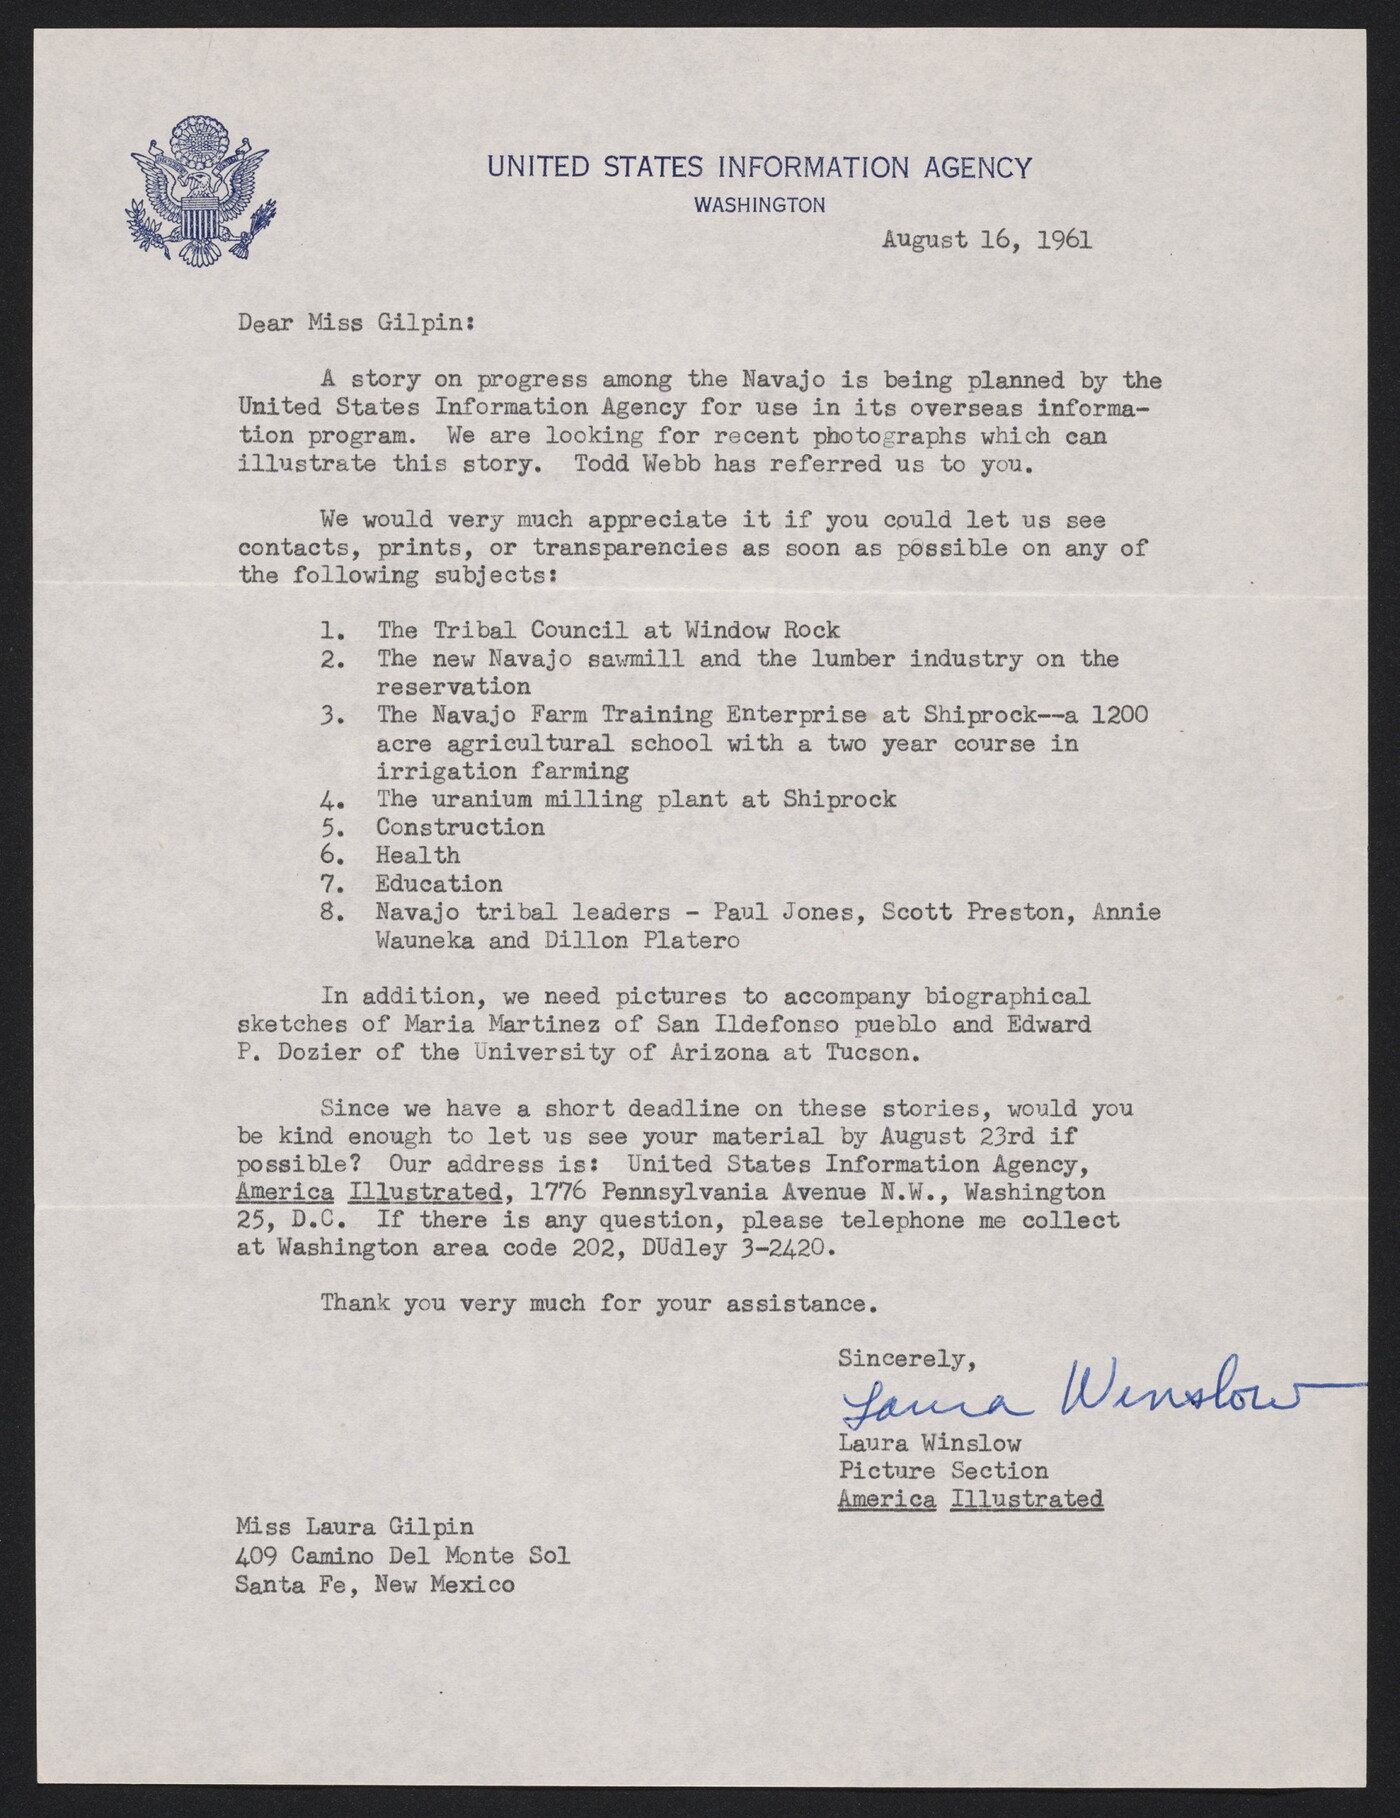 UNITED STATES INFORMATION AGENCY
WASHINGTON
August 16, 1961
Dear Miss Gilpin:
A story on progress among the Navajo is being planned by the
United States Information Agency for use in its overseas informa-
tion program. We are looking for recent photographs which can
illustrate this story. Todd Webb has referred us to you.
We would very much appreciate it if you could let us see
contacts, prints, or transparencies as soon as possible on any of
the following subjects:
1. The Tribal Council at Window Rock
2. The new Navajo sawmill and the lumber industry on the
reservation
3. The Navajo Farm Training Enterprise at Shiprock--a 1200
acre agricultural school with a two year course in
irrigation farming
4. The uranium milling plant at Shiprock
5. Construction
6. Health
7. Education
8. Navajo tribal leaders - Paul Jones, Scott Preston, Annie
Wauneka and Dillon Platero
In addition, we need pictures to accompany biographical
sketches of Maria Martinez of San Ildefonso pueblo and Edward
P. Dozier of the University of Arizona at Tucson.
Since we have a short deadline on these stories, would you
be kind enough to let us see your material by August 23rd if
possible? Our address is: United States Information Agency,
America Illustrated, 1776 Pennsylvania Avenue N.W., Washington
25, D.C. If there is any question, please telephone me collect
at Washington area code 202, DUdley 3-2420.
Thank you very much for your assistance.
Sincerely,
Laura Winslow
Laura Winslow
Picture Section
America Illustrated
Miss Laura Gilpin
409 Camino Del Monte Sol
Santa Fe, New Mexico